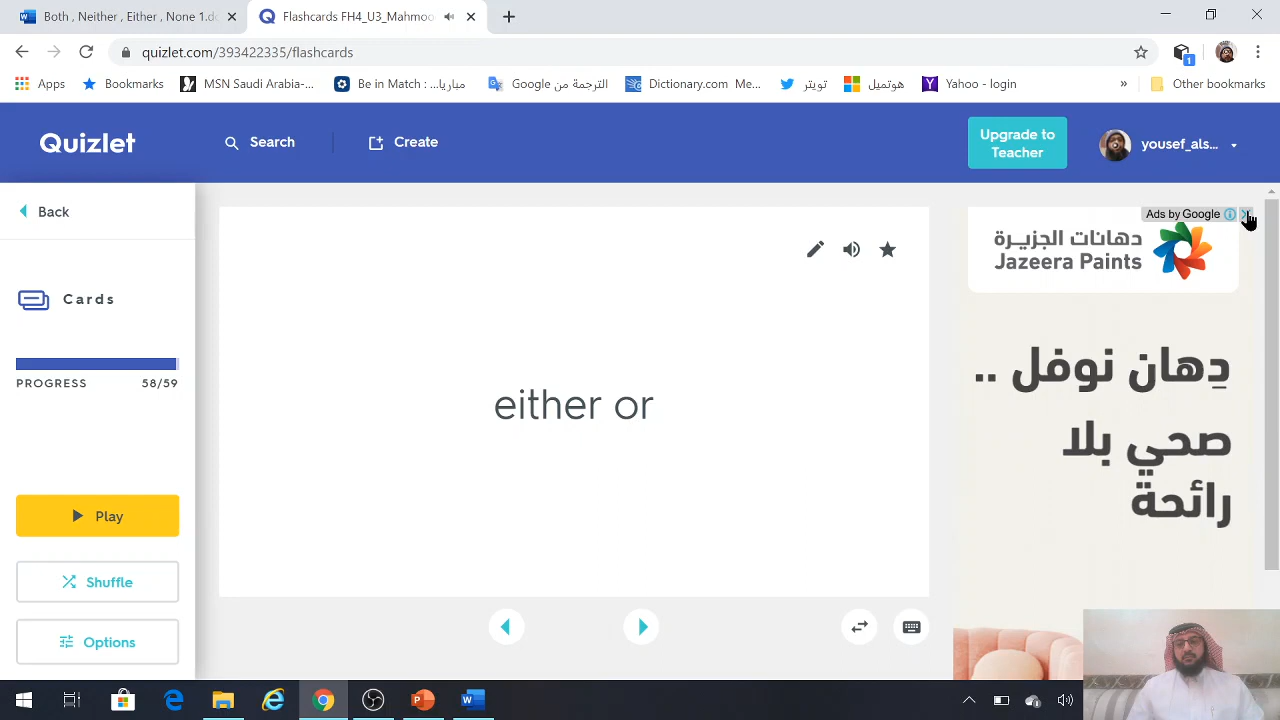 Both , Neither , Either , None 1.d
Flashcards FH4_U3_Mahmoo
quizlet.com/393422335/flashcards
1
Apps
Bookmarks
MSN Saudi Arabia-...
Be in Match : مباريا...
الترجمة من Google
Dictionary.com Me...
تويتر
هوتميل
Yahoo - login
»
Other bookmarks
Quizlet
Search
Create
Upgrade to
Teacher
yousef_als...
Back
Cards
PROGRESS 58/59
Play
Shuffle
Options
either or
Ads by Google
دهانات الجزيرة
Jazeera Paints
دِهان نوفل ..
صحي بلا
رائحة